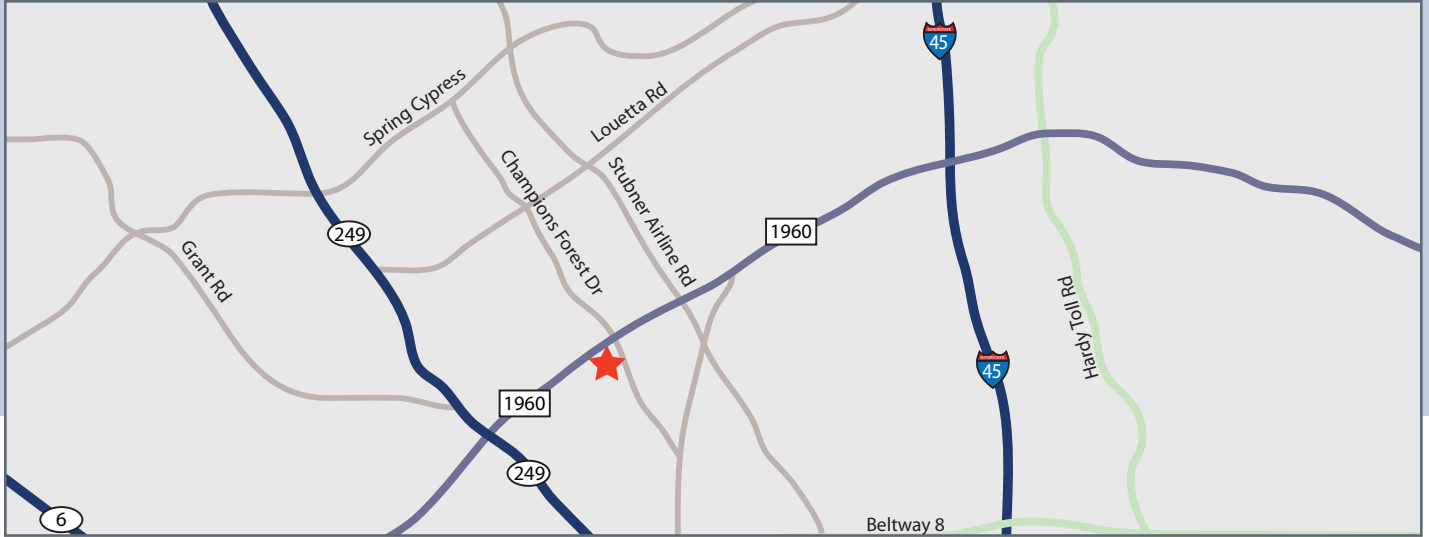 45
Spring Cypress
Louetta Rd
Champions Forest Dr
Stubner Airline Rd
1960
249
Grant Rd
Hardy Toll Rd
45
1960
249
6
Beltway 8